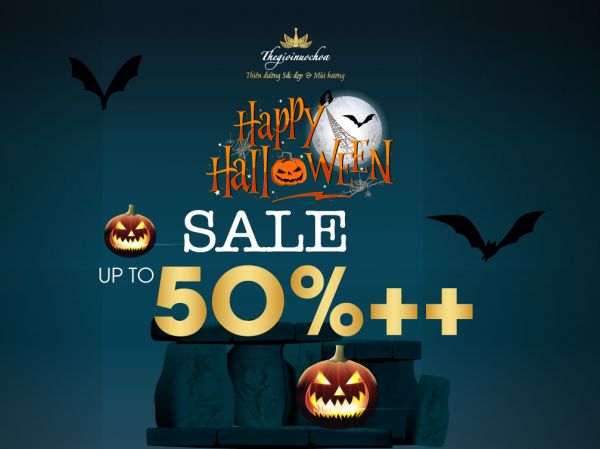 Thegioinuochoa
Thiên đường Sắc đẹp & Mùi hương
Happy
Halloween
SALE
UP TO 50%++